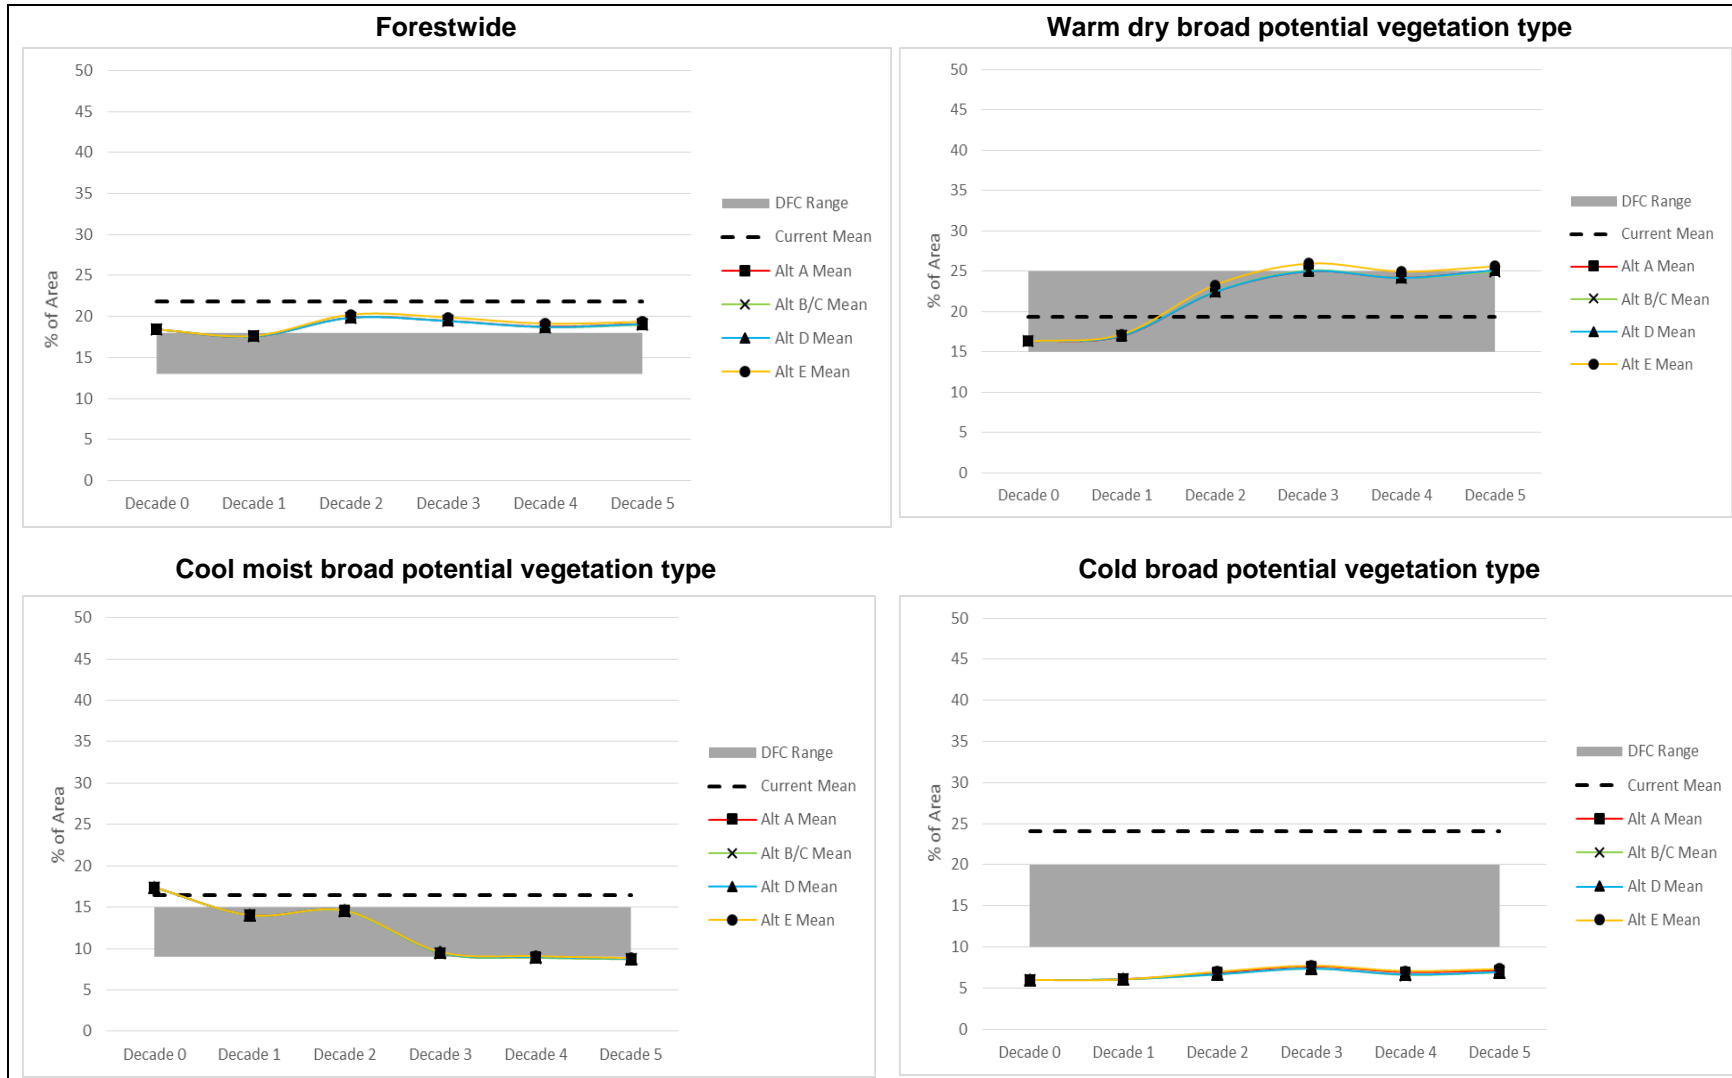 Forestwide
50
45
40
35
30
25
20
15
10
5
0
% of Area
Decade 0 Decade 1 Decade 2 Decade 3 Decade 4 Decade 5
DFC Range
Current Mean
Alt A Mean
Alt B/C Mean
Alt D Mean
Alt E Mean
Warm dry broad potential vegetation type
50
45
40
35
30
25
20
15
10
5
0
% of Area
Decade 0 Decade 1 Decade 2 Decade 3 Decade 4 Decade 5
DFC Range
Current Mean
Alt A Mean
Alt B/C Mean
Alt D Mean
Alt E Mean
Cool moist broad potential vegetation type
50
45
40
35
30
25
20
15
10
5
0
% of Area
Decade 0 Decade 1 Decade 2 Decade 3 Decade 4 Decade 5
DFC Range
Current Mean
Alt A Mean
Alt B/C Mean
Alt D Mean
Alt E Mean
Cold broad potential vegetation type
50
45
40
35
30
25
20
15
10
5
0
% of Area
Decade 0 Decade 1 Decade 2 Decade 3 Decade 4 Decade 5
DFC Range
Current Mean
Alt A Mean
Alt B/C Mean
Alt D Mean
Alt E Mean